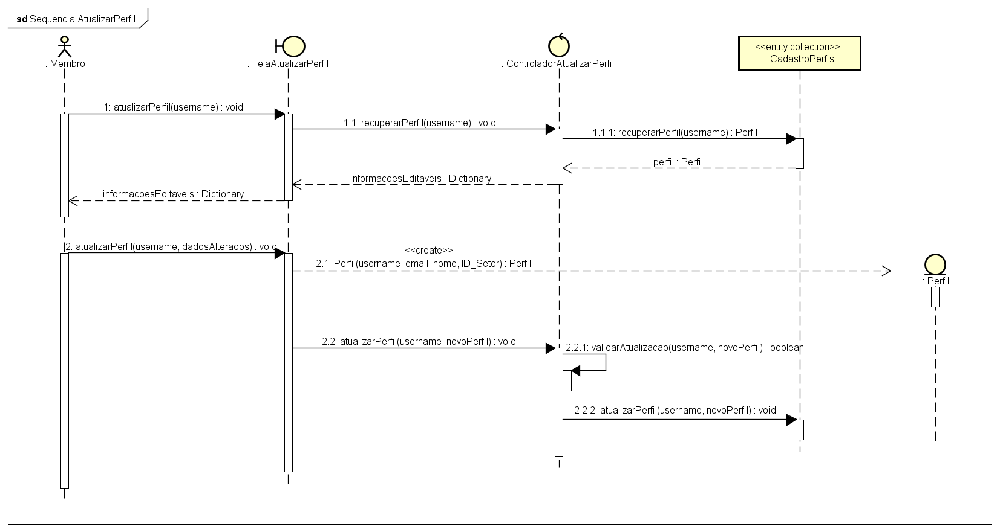 sd Sequencia:AtualizarPerfil
: Membro
: TelaAtualizarPerfil
: ControladorAtualizarPerfil
<<entity collection>>
: CadastroPerfis
1: atualizarPerfil(username) : void
1.1: recuperarPerfil(username) : void
1.1.1: recuperarPerfil(username) : Perfil
perfil : Perfil
informacoesEditaveis : Dictionary
informacoesEditaveis : Dictionary
2: atualizarPerfil(username, dadosAlterados) : void
<<create>>
2.1: Perfil(username, email, nome, ID_Setor) : Perfil
: Perfil
2.2: atualizarPerfil(username, novoPerfil) : void
2.2.1: validarAtualizacao(username, novoPerfil) : boolean
2.2.2: atualizarPerfil(username, novoPerfil) : void